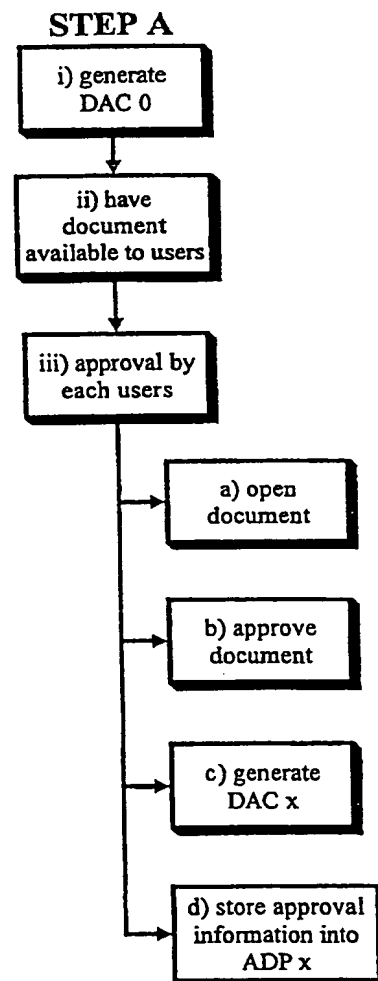 STEP A
i) generate
DAC 0
ii) have
document
available to users
iii) approval by
each users
a) open
document
b) approve
document
c) generate
DAC x
d) store approval
information into
ADP x